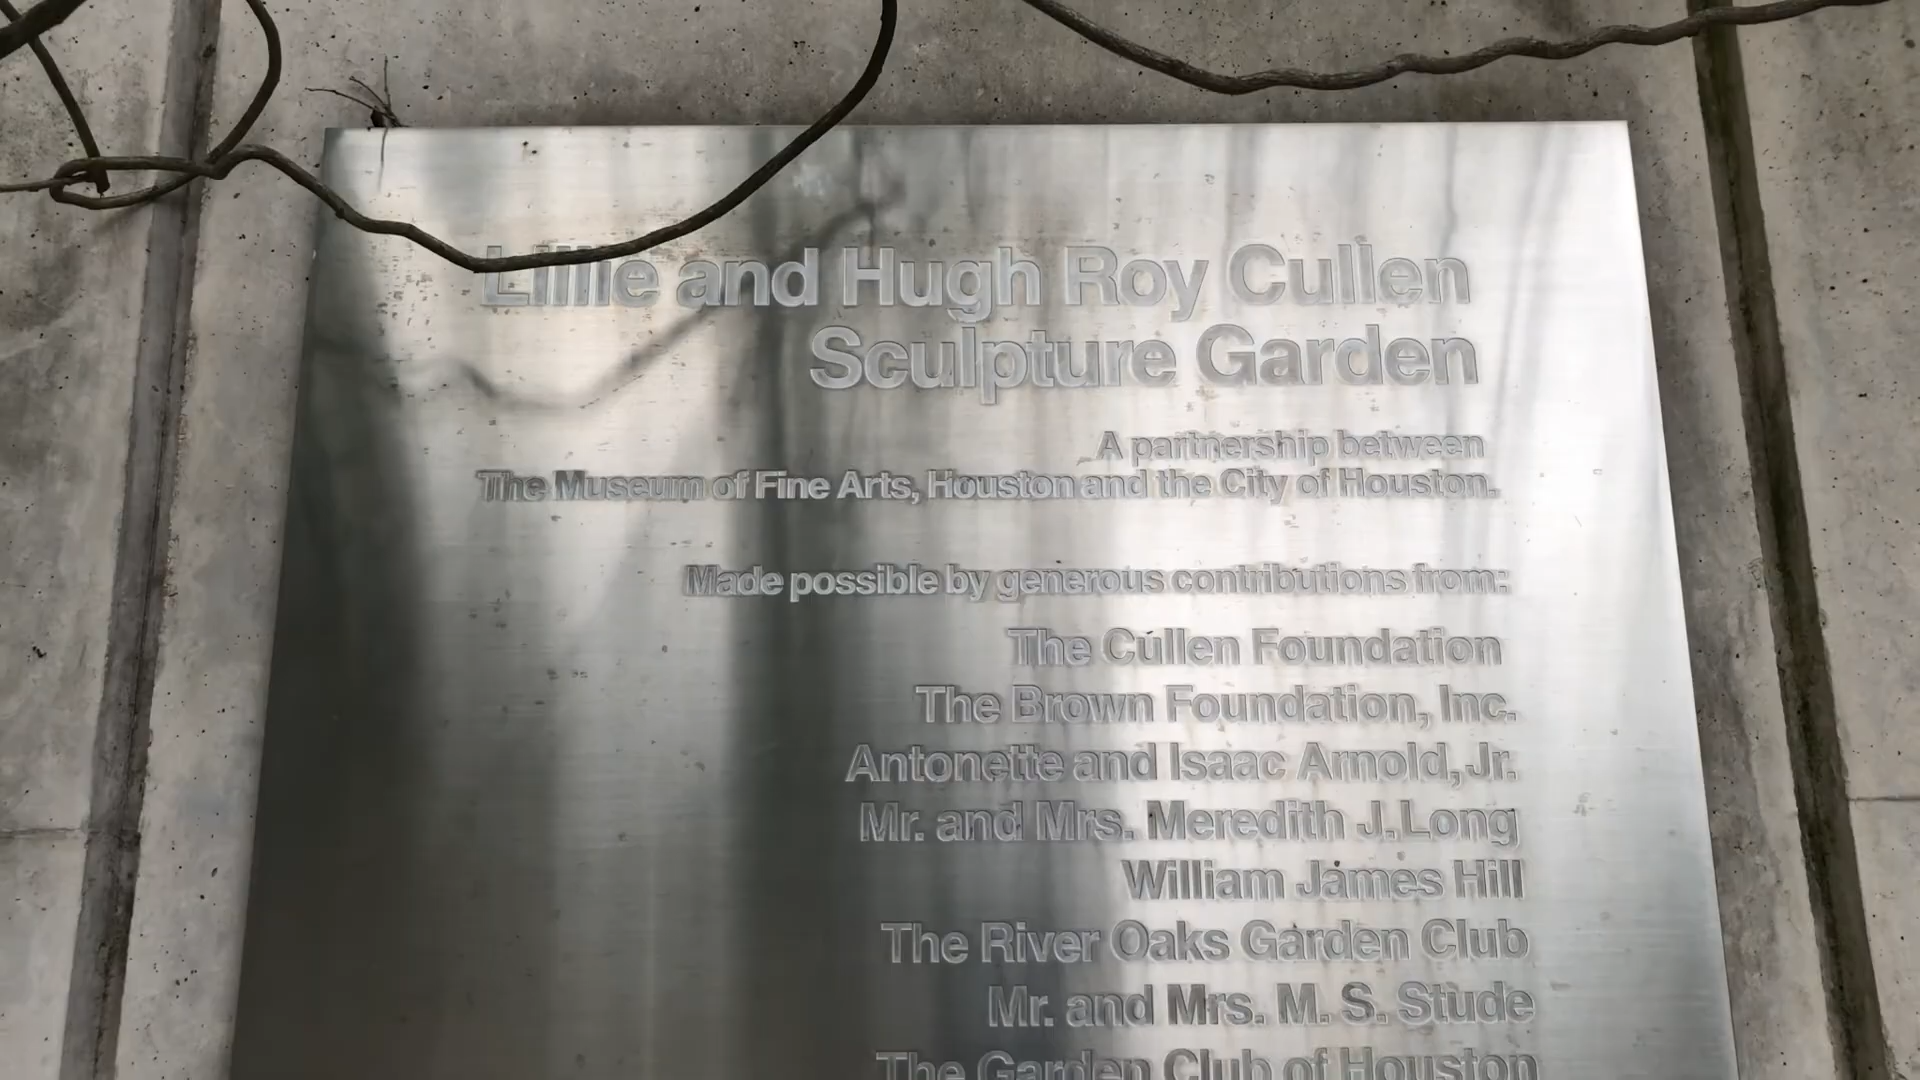 Lillie and Hugh Roy Cullen
Sculpture Garden
A partnership between
The Museum of Fine Arts, Houston and the City of Houston.
Made possible by generous contributions from:
The Cullen Foundation
The Brown Foundation, Inc.
Antonette and Isaac Arnold, Jr.
Mr. and Mrs. Meredith J. Long
William James Hill
The River Oaks Garden Club
Mr. and Mrs. M. S. Stude
The Garden Club of Houston